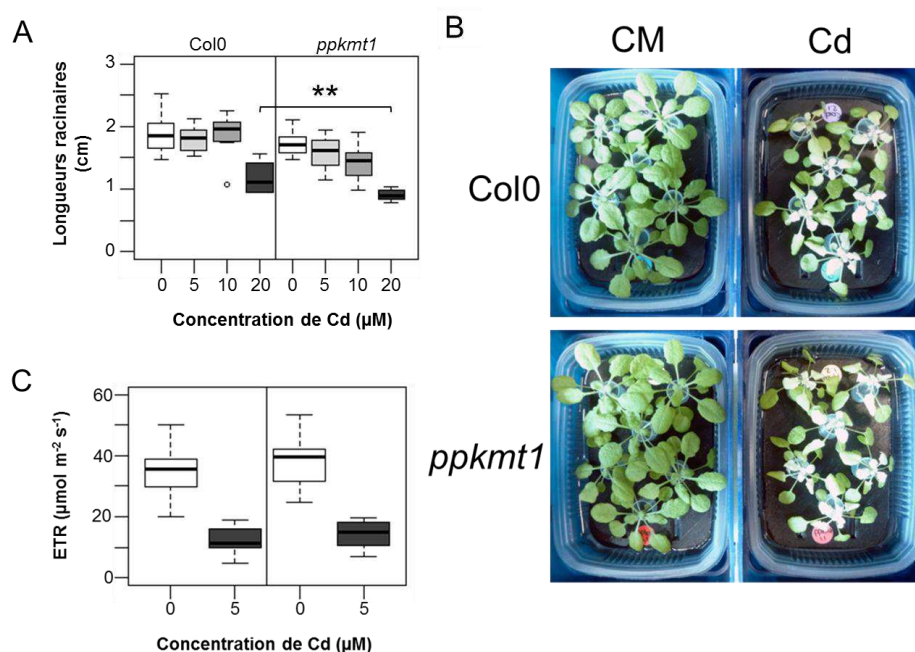 A
Col0
ppkmt1
Longueurs racinaires
(cm)
3
2
1
0
**
0 5 10 20 0 5 10 20
Concentration de Cd (µM)
B
CM
Cd
Col0
ppkmt1
C
ETR (µmol m⁻² s⁻¹)
60
40
20
0
0 5 0 5
Concentration de Cd (µM)